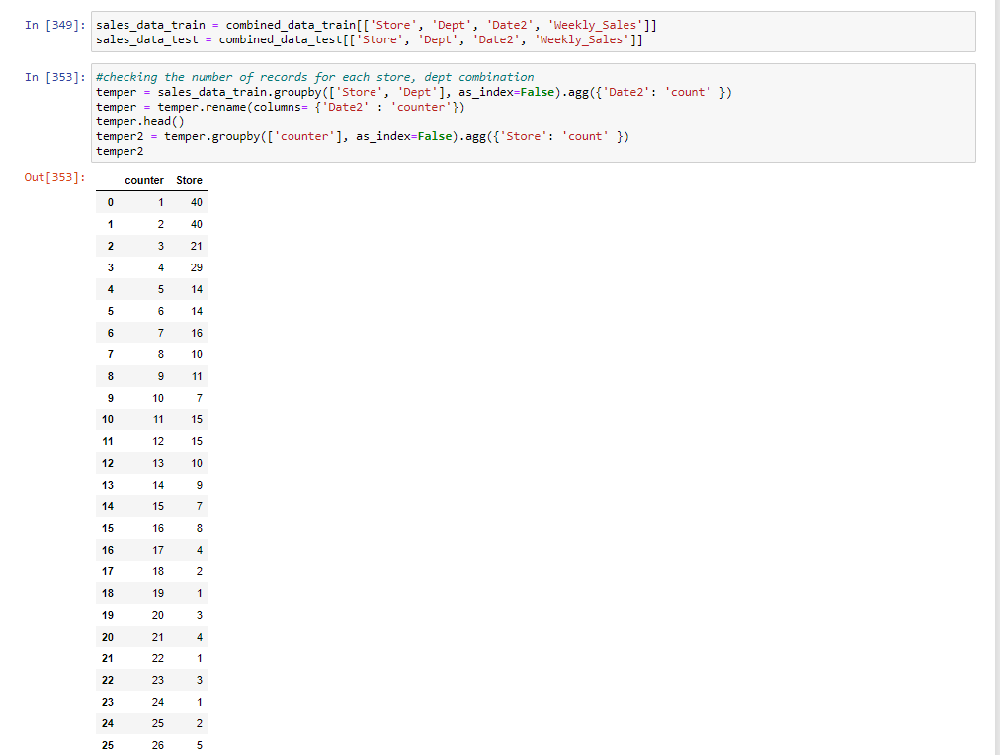 In [349]: sales_data_train = combined_data_train[['Store', 'Dept', 'Date2', 'Weekly_Sales']]
sales_data_test = combined_data_test[['Store', 'Dept', 'Date2', 'Weekly_Sales']]
In [353]: #checking the number of records for each store, dept combination
temper = sales_data_train.groupby(['Store', 'Dept'], as_index=False).agg({'Date2': 'count' })
temper = temper.rename(columns= {'Date2' : 'counter'})
temper.head()
temper2 = temper.groupby(['counter'], as_index=False).agg({'Store': 'count' })
temper2
Out[353]:
counter Store
0 1 40
1 2 40
2 3 21
3 4 29
4 5 14
5 6 14
6 7 16
7 8 10
8 9 11
9 10 7
10 11 15
11 12 15
12 13 10
13 14 9
14 15 7
15 16 8
16 17 4
17 18 2
18 19 1
19 20 3
20 21 4
21 22 1
22 23 3
23 24 1
24 25 2
25 26 5